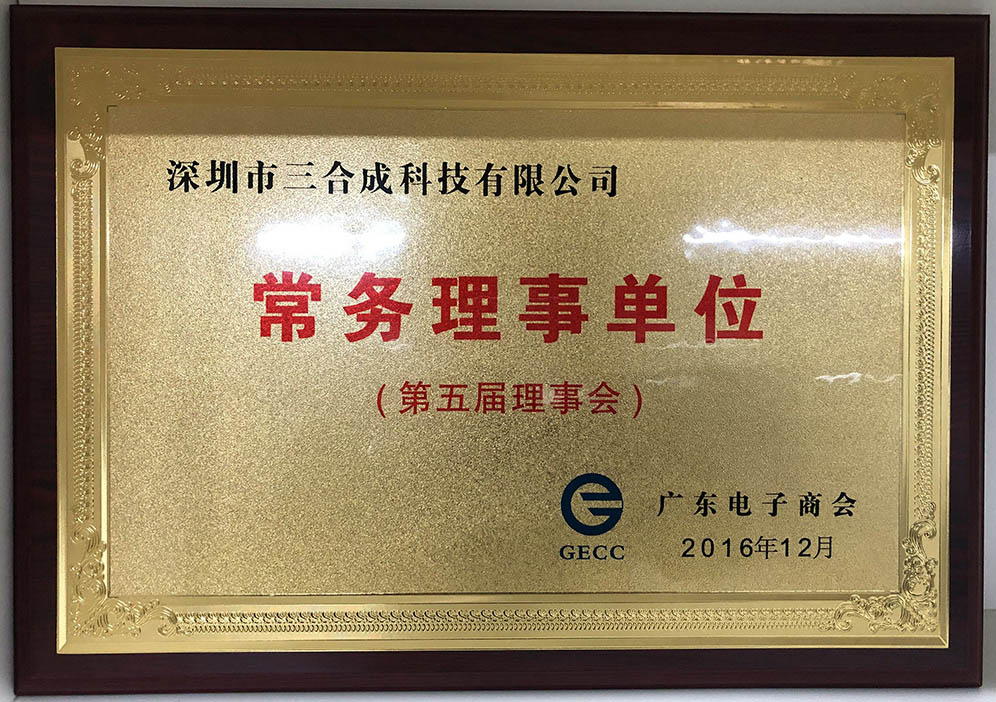 深圳市三合成科技有限公司
常务理事单位
(第五届理事会)
GECC
广东电子商会
2016年12月